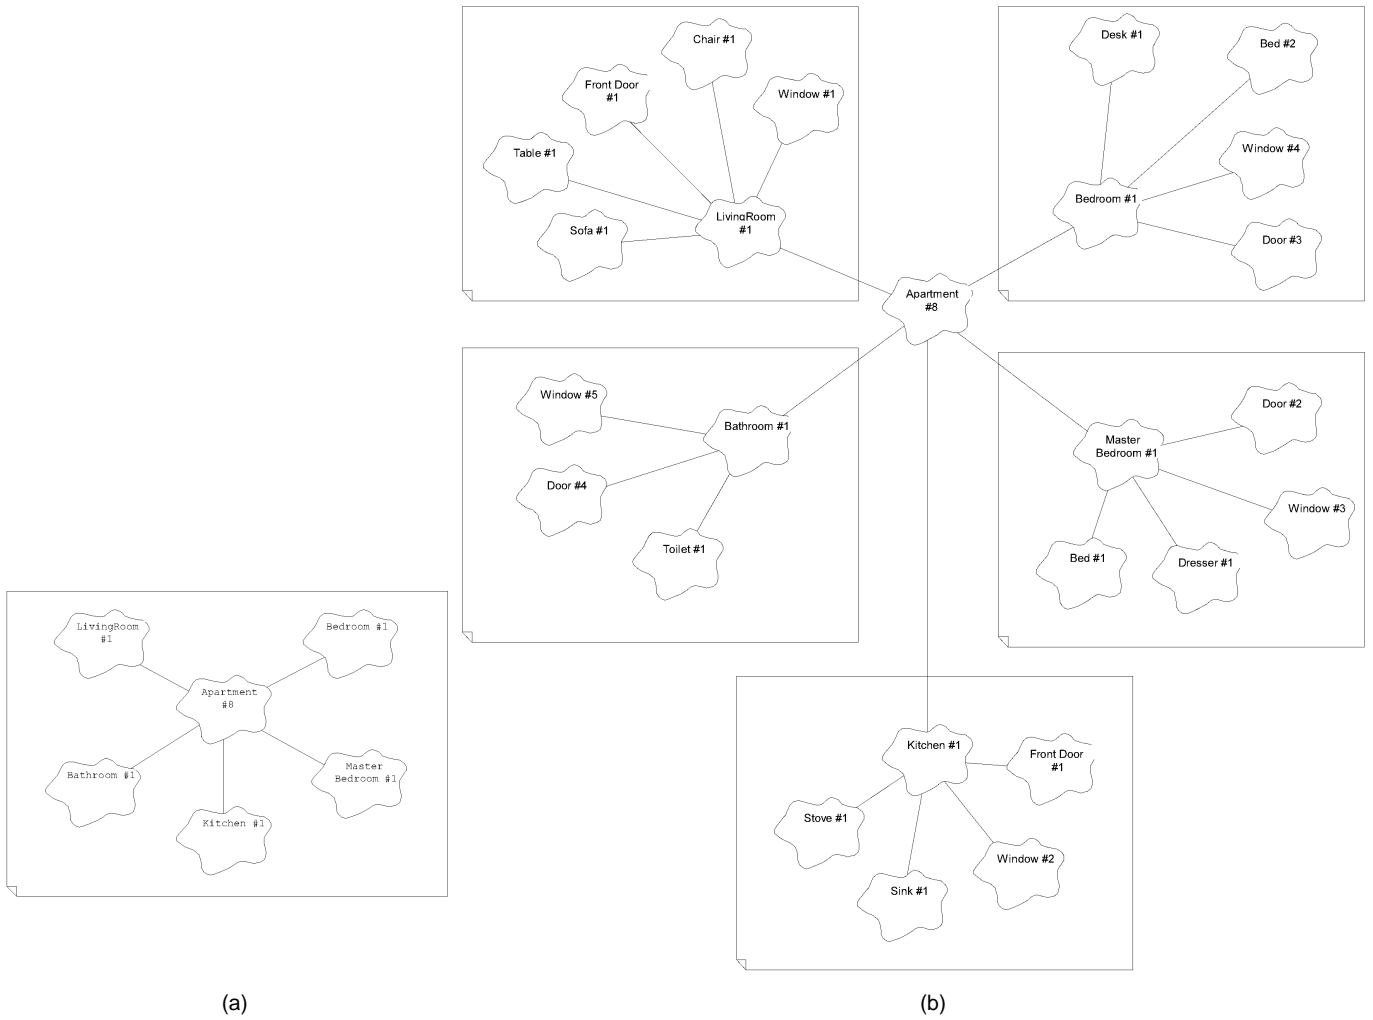 Chair #1
Front Door
#1
Window #1
Table #1
Sofa #1
LivingRoom
#1
Desk #1
Bed #2
Window #4
Bedroom #1
Door #3
Apartment
#8
Window #5
Bathroom #1
Door #4
Toilet #1
Door #2
Master
Bedroom #1
Window #3
Bed #1
Dresser #1
LivingRoom
#1
Bedroom #1
Apartment
#8
Bathroom #1
Master
Bedroom #1
Kitchen #1
Kitchen #1
Front Door
#1
Stove #1
Window #2
Sink #1
(a)
(b)